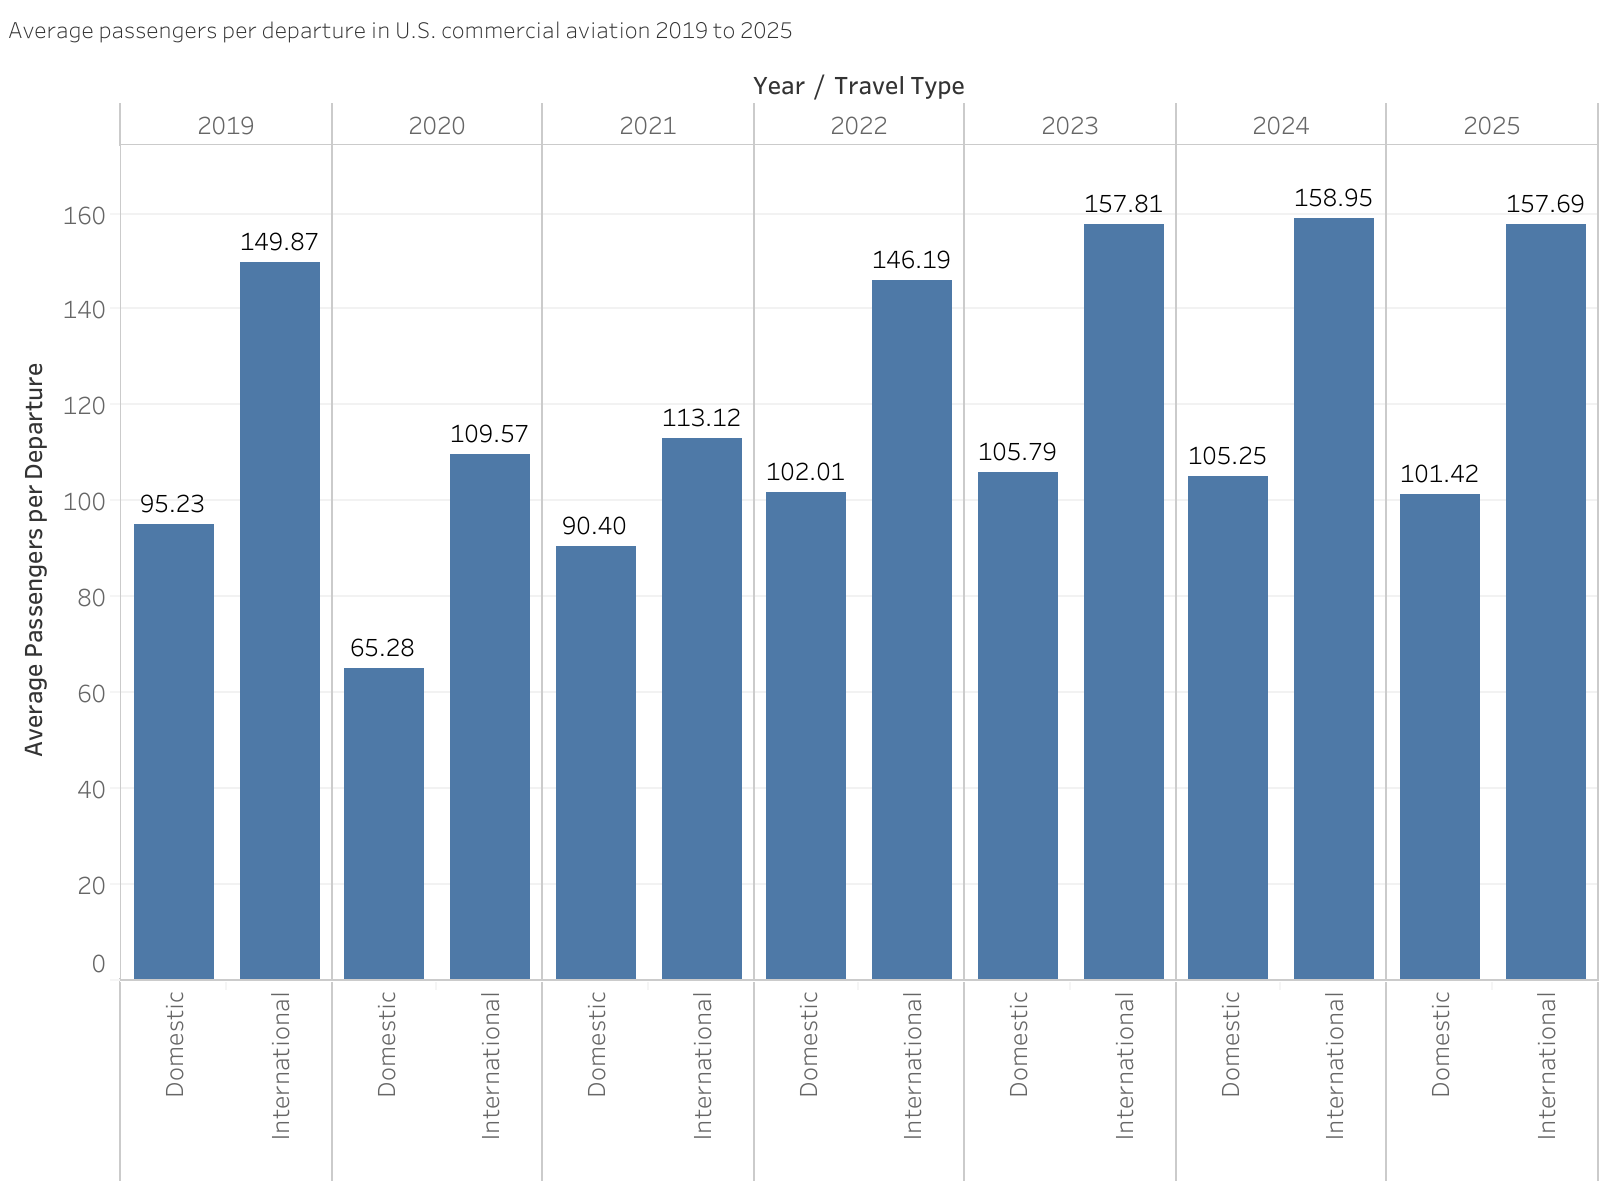 Average passengers per departure in U.S. commercial aviation 2019 to 2025
Year / Travel Type
2019 2020 2021 2022 2023 2024 2025
Average Passengers per Departure
160
140
120
100
80
60
40
20
0
95.23 149.87 65.28 109.57 90.40 113.12 102.01 146.19 105.79 157.81 105.25 158.95 101.42 157.69
Domestic International Domestic International Domestic International Domestic International Domestic International Domestic International Domestic International